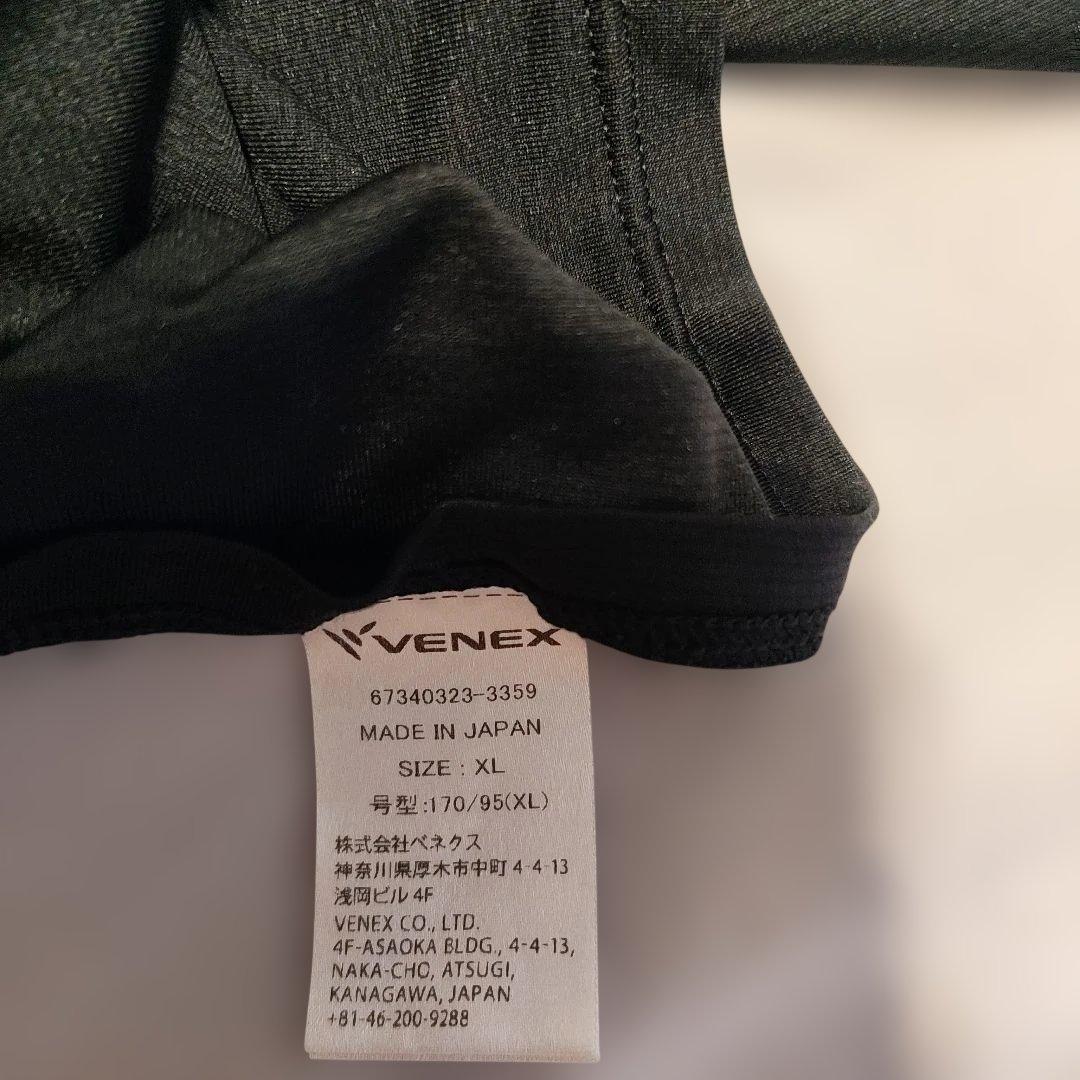 VENEX
67340323-3359
MADE IN JAPAN
SIZE : XL
号型:170/95(XL)
株式会社ベネクス
神奈川県厚木市中町 4-4-13
浅岡ビル 4F
VENEX CO., LTD.
4F-ASAOKA BLDG., 4-4-13,
NAKA-CHO, ATSUGI,
KANAGAWA, JAPAN
+81-46-200-9288